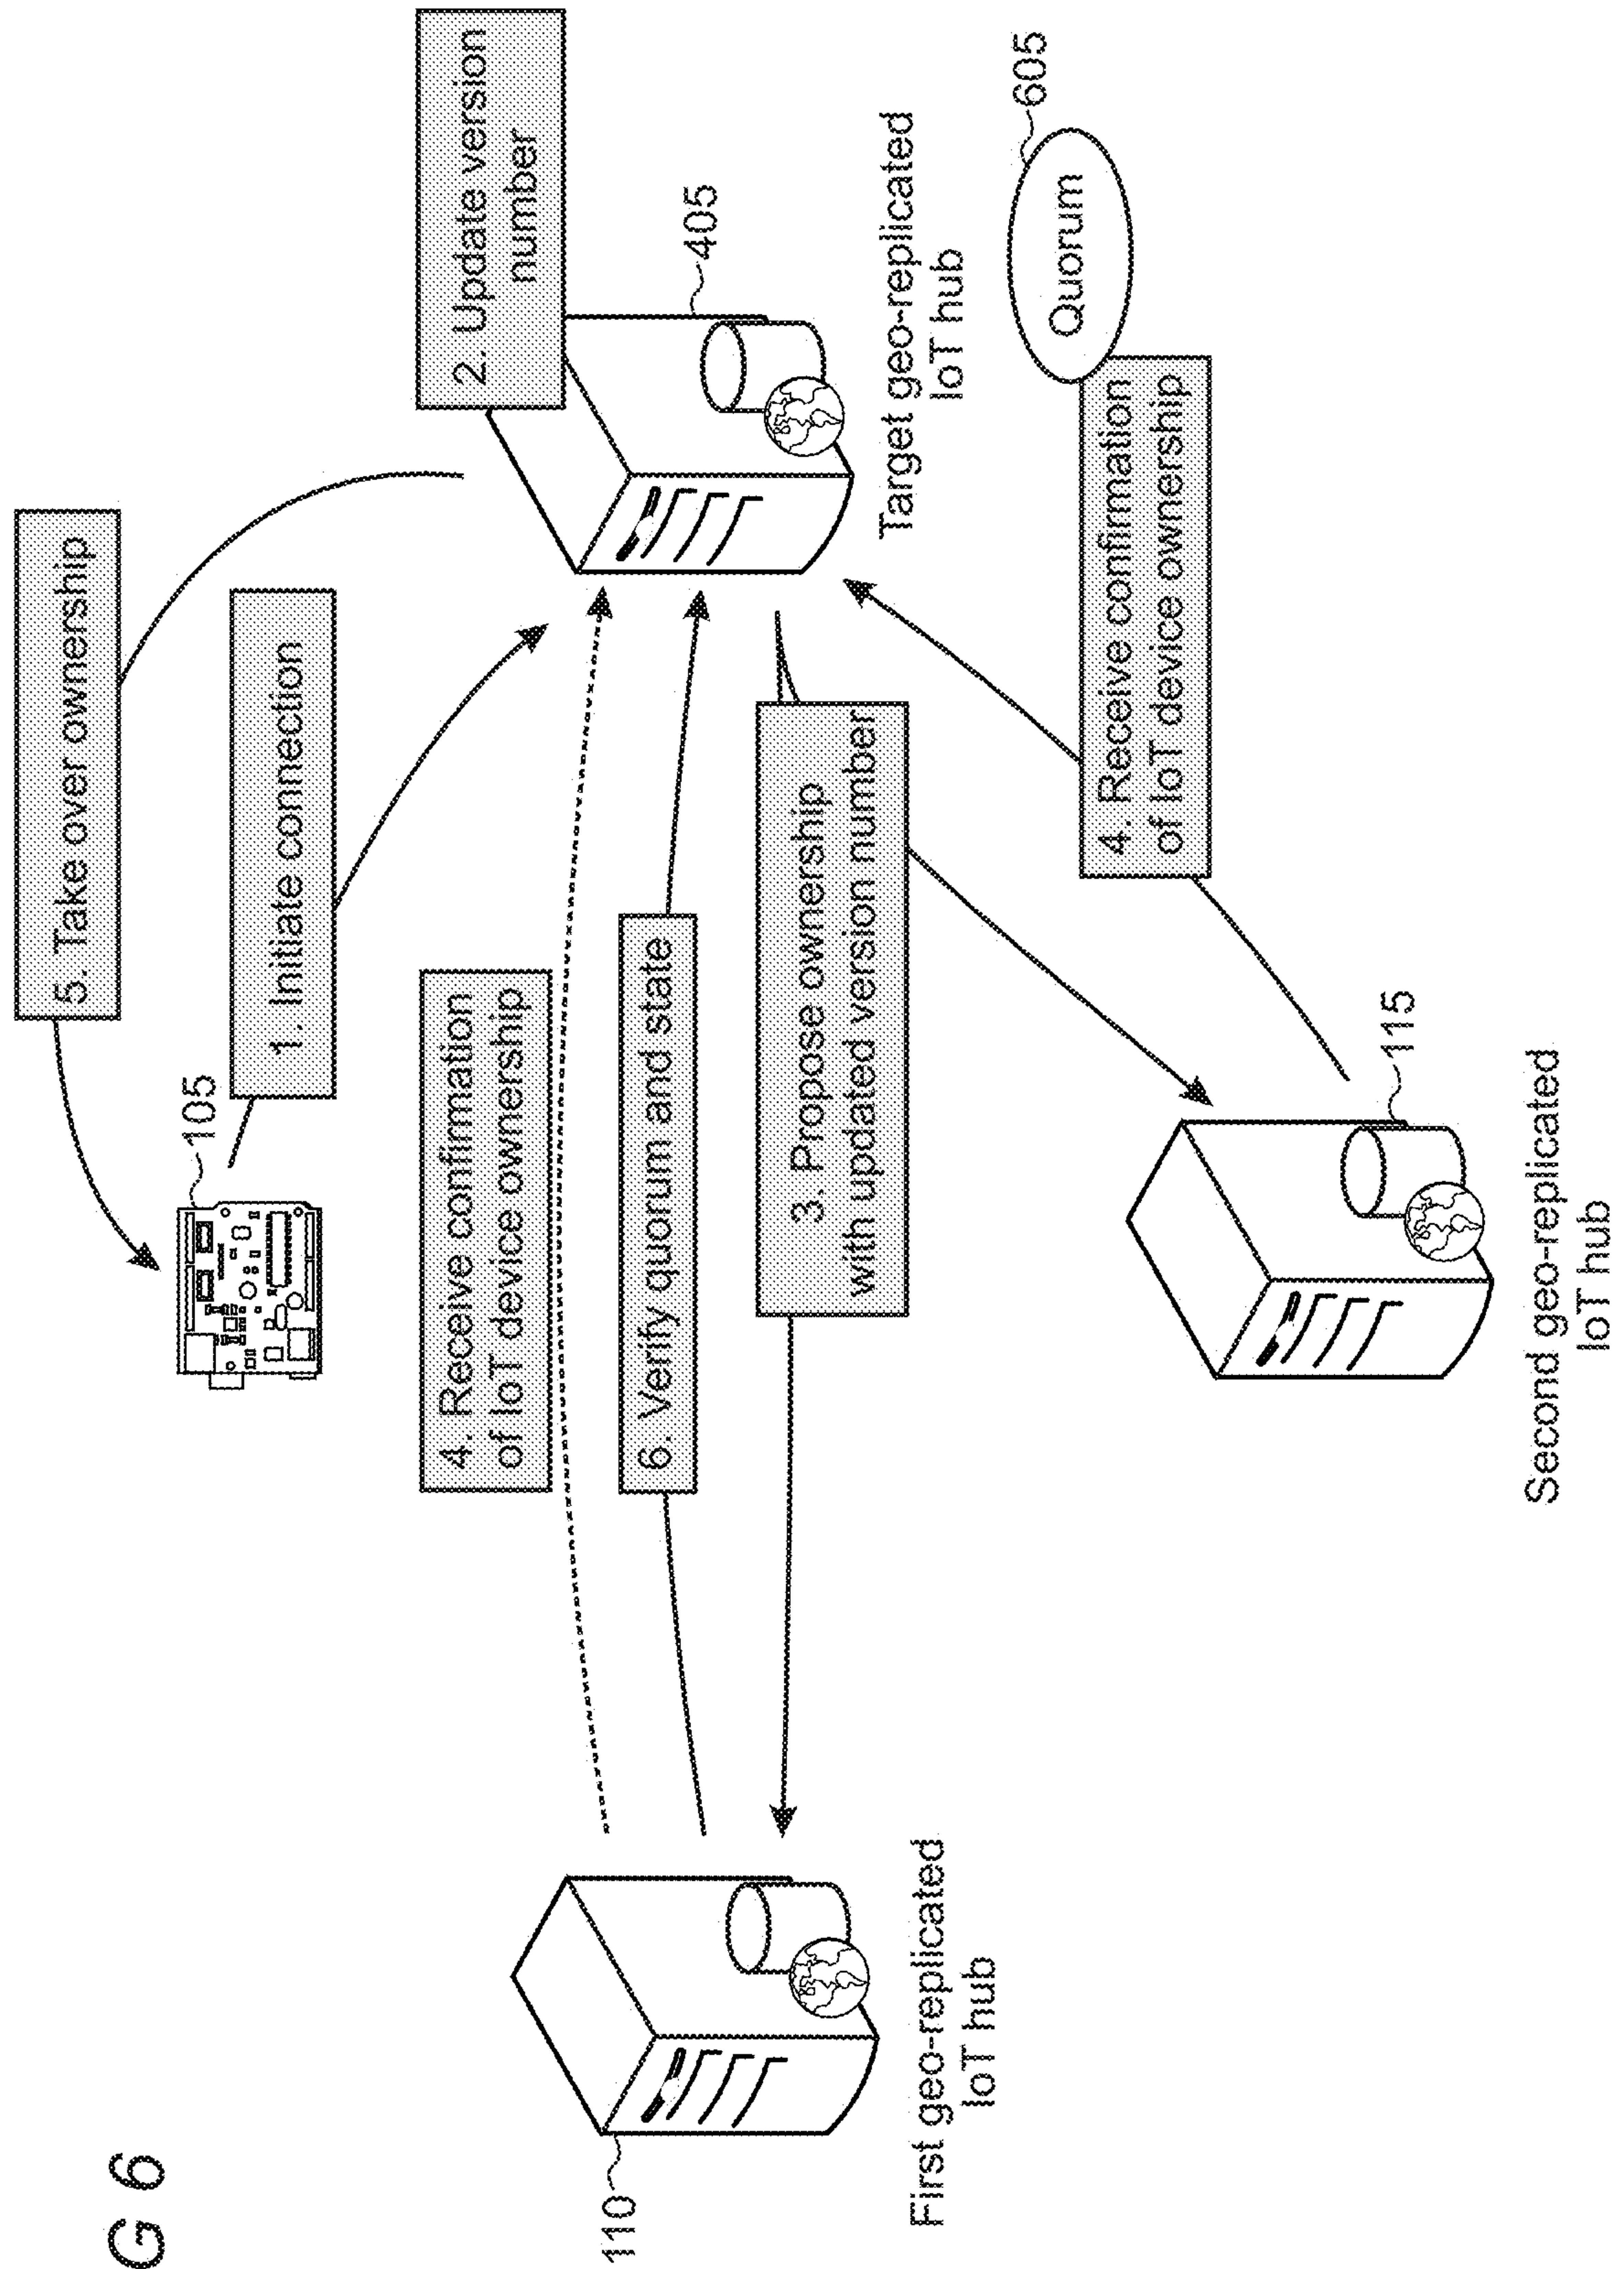 G 6
5. Take over ownership
105
1. Initiate connection
2. Update version
number
4. Receive confirmation
of IoT device ownership
6. Verify quorum and state
405
110
3. Propose ownership
with updated version number
First geo-replicated
IoT hub
Target geo-replicated
IoT hub
605
Quorum
4. Receive confirmation
of IoT device ownership
115
Second geo-replicated
IoT hub